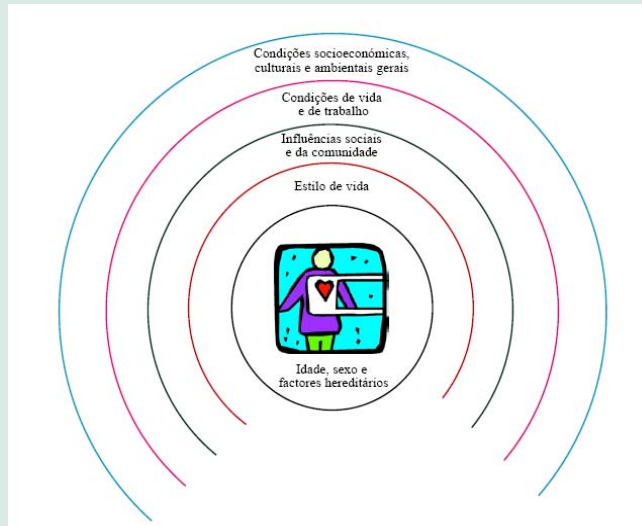 Condições socioeconómicas,
culturais e ambientais gerais
Condições de vida
e de trabalho
Influências sociais
e da comunidade
Estilo de vida
Idade, sexo e
factores hereditários